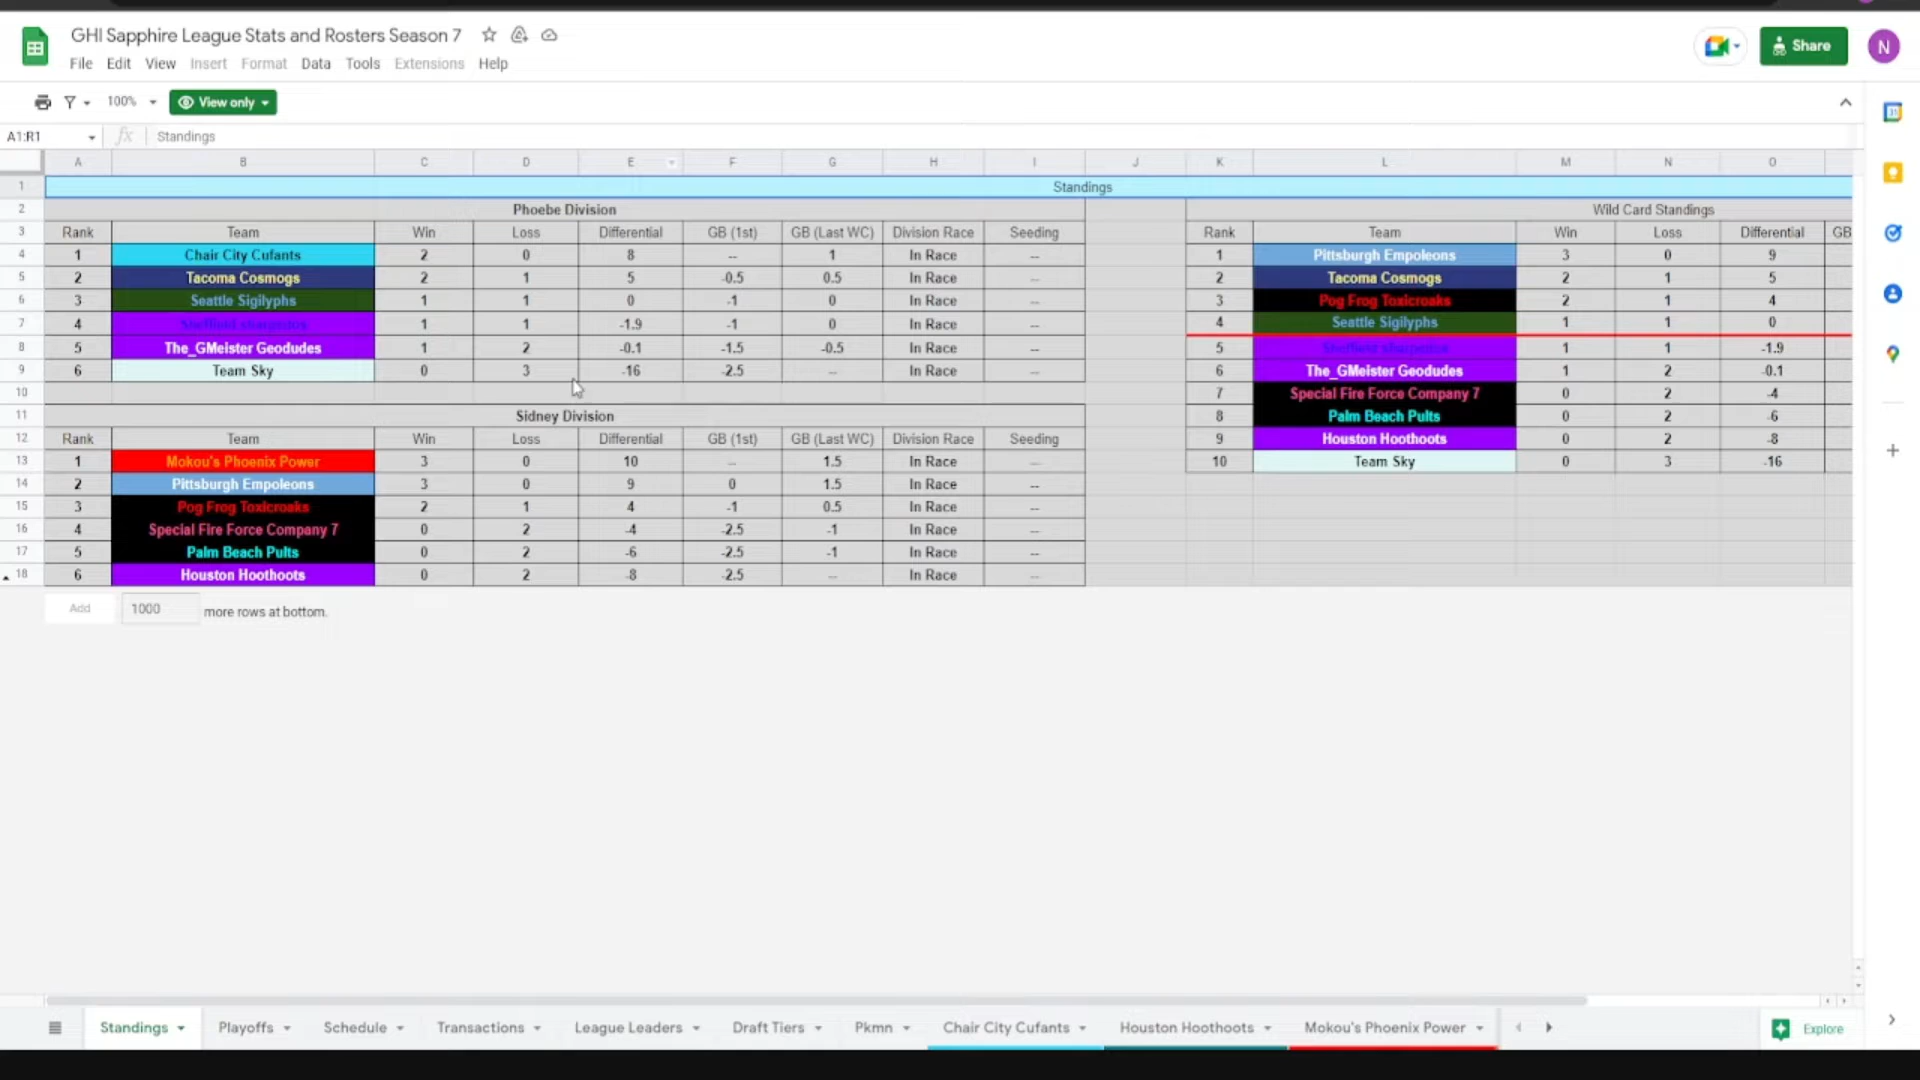 GHI Sapphire League Stats and Rosters Season 7
File Edit View Insert Format Data Tools Extensions Help
Share
N
100%
View only
A1:R1
fx
Standings
A B C D E F G H I J K L M N O
1 Standings
2 Phoebe Division Wild Card Standings
3 Rank Team Win Loss Differential GB (1st) GB (Last WC) Division Race Seeding Rank Team Win Loss Differential GB
4 1 Chair City Cufants 2 0 8 -- 1 In Race -- 1 Pittsburgh Empoleons 3 0 9
5 2 Tacoma Cosmogs 2 1 5 -0.5 0.5 In Race -- 2 Tacoma Cosmogs 2 1 5
6 3 Seattle Sigilyphs 1 1 0 -1 0 In Race -- 3 Pog Frog Toxicroaks 2 1 4
7 4 Sheffield sharpedos 1 1 -1.9 -1 0 In Race -- 4 Seattle Sigilyphs 1 1 0
8 5 The_GMeister Geodudes 1 2 -0.1 -1.5 -0.5 In Race -- 5 Sheffield sharpedos 1 1 -1.9
9 6 Team Sky 0 3 -16 -2.5 -- In Race -- 6 The_GMeister Geodudes 1 2 -0.1
10 7 Special Fire Force Company 7 0 2 -4
11 Sidney Division 8 Palm Beach Pults 0 2 -6
12 Rank Team Win Loss Differential GB (1st) GB (Last WC) Division Race Seeding 9 Houston Hoothoots 0 2 -8
13 1 Mokou's Phoenix Power 3 0 10 -- 1.5 In Race -- 10 Team Sky 0 3 -16
14 2 Pittsburgh Empoleons 3 0 9 0 1.5 In Race --
15 3 Pog Frog Toxicroaks 2 1 4 -1 0.5 In Race --
16 4 Special Fire Force Company 7 0 2 -4 -2.5 -1 In Race --
17 5 Palm Beach Pults 0 2 -6 -2.5 -1 In Race --
18 6 Houston Hoothoots 0 2 -8 -2.5 -- In Race --
Add 1000 more rows at bottom.
Standings Playoffs Schedule Transactions League Leaders Draft Tiers Pkmn Chair City Cufants Houston Hoothoots Mokou's Phoenix Power Explore